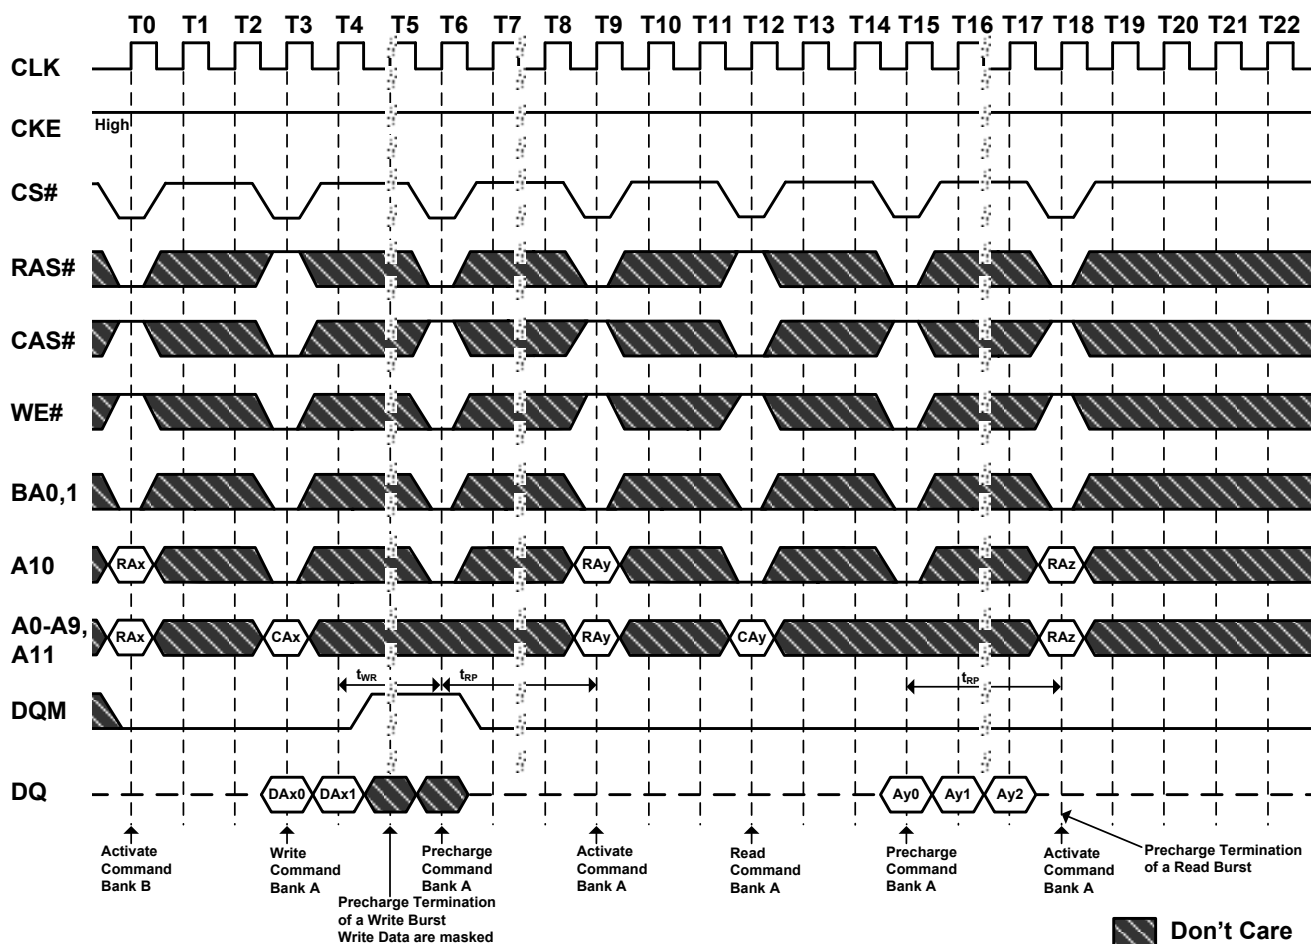 T0 T1 T2 T3 T4 T5 T6 T7 T8 T9 T10 T11 T12 T13 T14 T15 T16 T17 T18 T19 T20 T21 T22
CLK
CKE
High
CS#
RAS#
CAS#
WE#
BA0,1
A10
RAx RAy RAz
A0-A9,
A11
RAx CAx RAy CAy RAz
tWR tRP tRP
DQM
DQ
DAx0 DAx1 Ay0 Ay1 Ay2
Activate
Command
Bank B
Write
Command
Bank A
Precharge Termination
of a Write Burst
Write Data are masked
Precharge
Command
Bank A
Activate
Command
Bank A
Read
Command
Bank A
Precharge
Command
Bank A
Activate
Command
Bank A
Precharge Termination
of a Read Burst
Don't Care